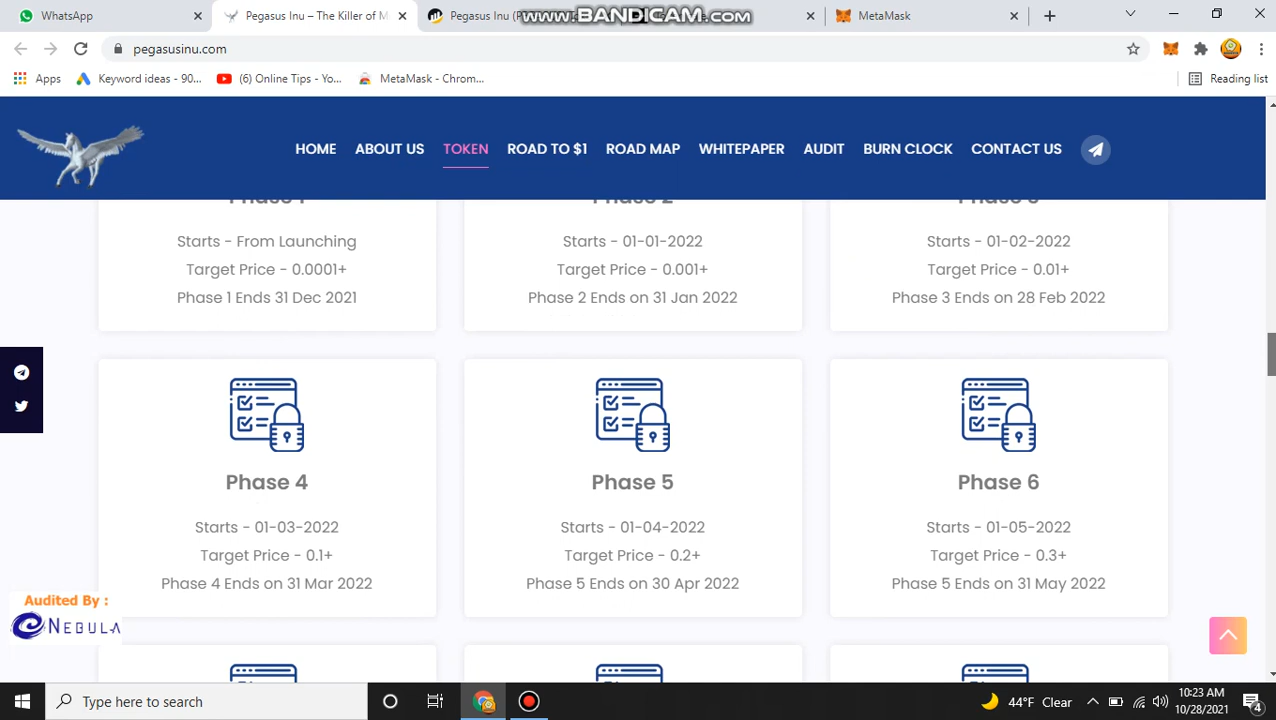 WhatsApp
Pegasus Inu – The Killer of M
Pegasus Inu (P
www.BANDICAM.com
MetaMask
pegasusinu.com
Apps
Keyword ideas - 90...
(6) Online Tips - Yo...
MetaMask - Chrom...
Reading list
HOME
ABOUT US
TOKEN
ROAD TO $1
ROAD MAP
WHITEPAPER
AUDIT
BURN CLOCK
CONTACT US
Starts - From Launching
Target Price - 0.0001+
Phase 1 Ends 31 Dec 2021
Phase 2
Starts - 01-01-2022
Target Price - 0.001+
Phase 2 Ends on 31 Jan 2022
Starts - 01-02-2022
Target Price - 0.01+
Phase 3 Ends on 28 Feb 2022
Phase 4
Starts - 01-03-2022
Target Price - 0.1+
Phase 4 Ends on 31 Mar 2022
Phase 5
Starts - 01-04-2022
Target Price - 0.2+
Phase 5 Ends on 30 Apr 2022
Phase 6
Starts - 01-05-2022
Target Price - 0.3+
Phase 5 Ends on 31 May 2022
Audited By :
NEBULA
Type here to search
44°F Clear
10:23 AM
10/28/2021
4